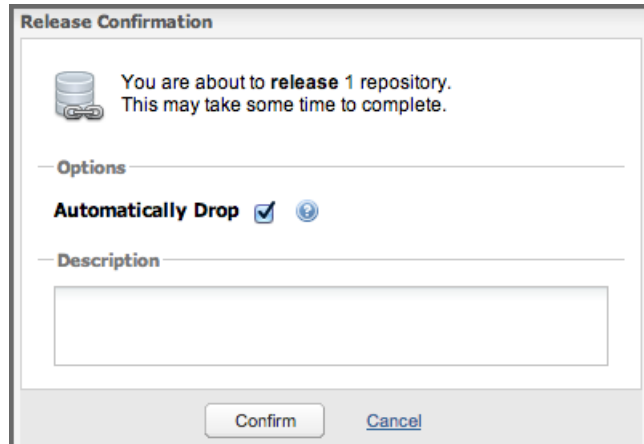 Release Confirmation
You are about to release 1 repository.
This may take some time to complete.
Options
Automatically Drop
?
Description
Confirm
Cancel